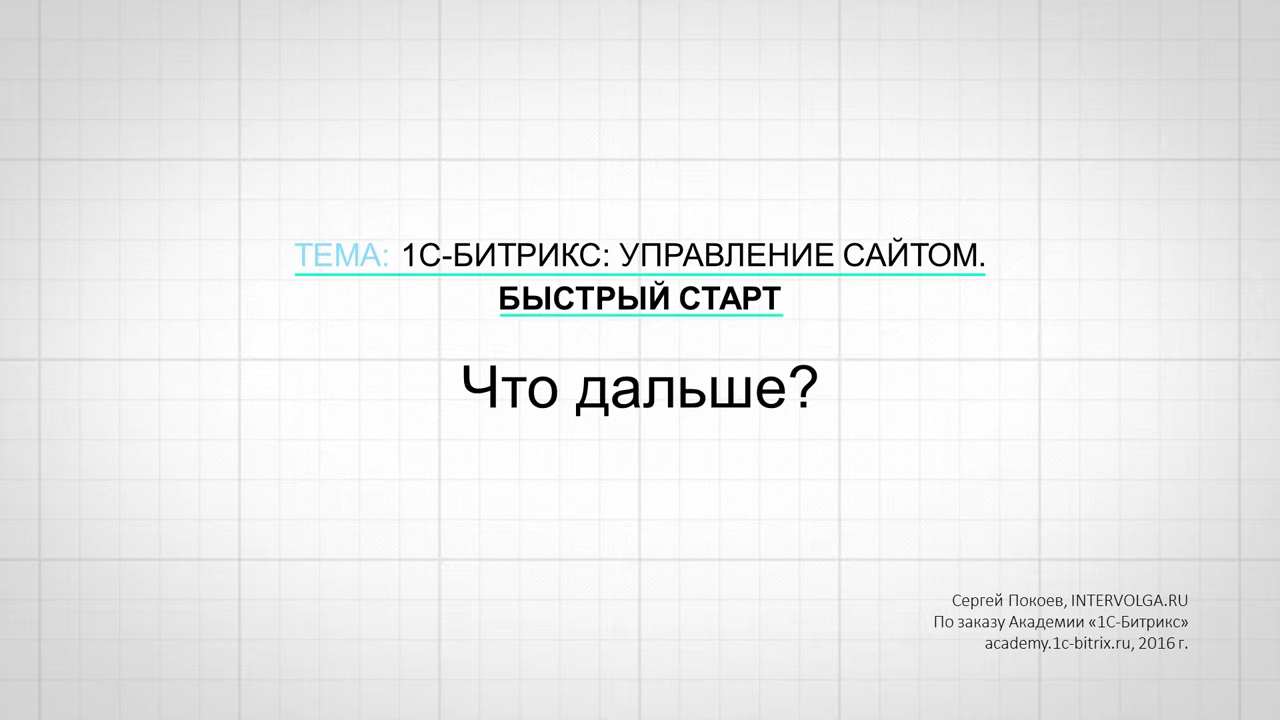 ТЕМА: 1С-БИТРИКС: УПРАВЛЕНИЕ САЙТОМ.
БЫСТРЫЙ СТАРТ
Что дальше?
Сергей Покоев, INTERVOLGA.RU
По заказу Академии «1С-Битрикс»
academy.1c-bitrix.ru, 2016 г.